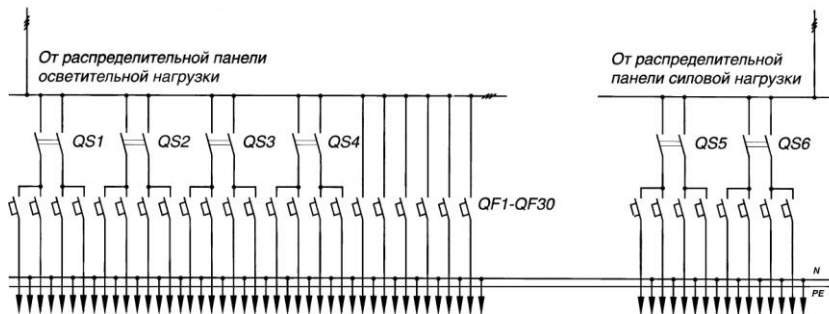 От распределительной панели
осветительной нагрузки
От распределительной
панели силовой нагрузки
QS1
QS2
QS3
QS4
QS5
QS6
QF1-QF30
N
PE